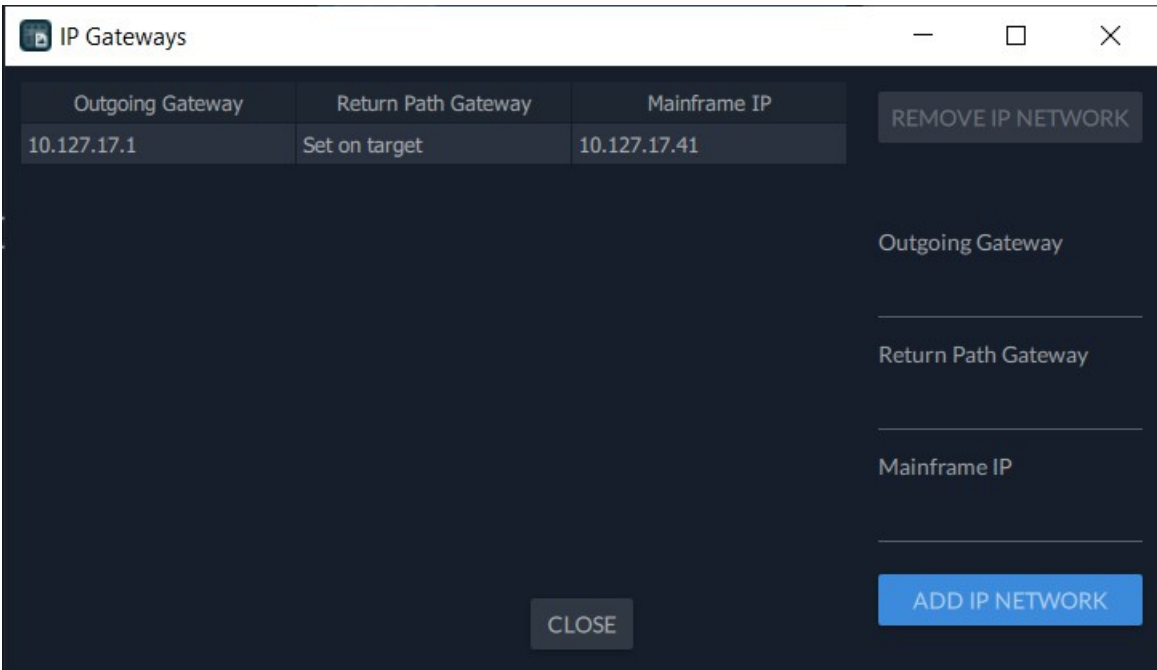 IP Gateways
Outgoing Gateway Return Path Gateway Mainframe IP
10.127.17.1 Set on target 10.127.17.41
REMOVE IP NETWORK
Outgoing Gateway
Return Path Gateway
Mainframe IP
ADD IP NETWORK
CLOSE